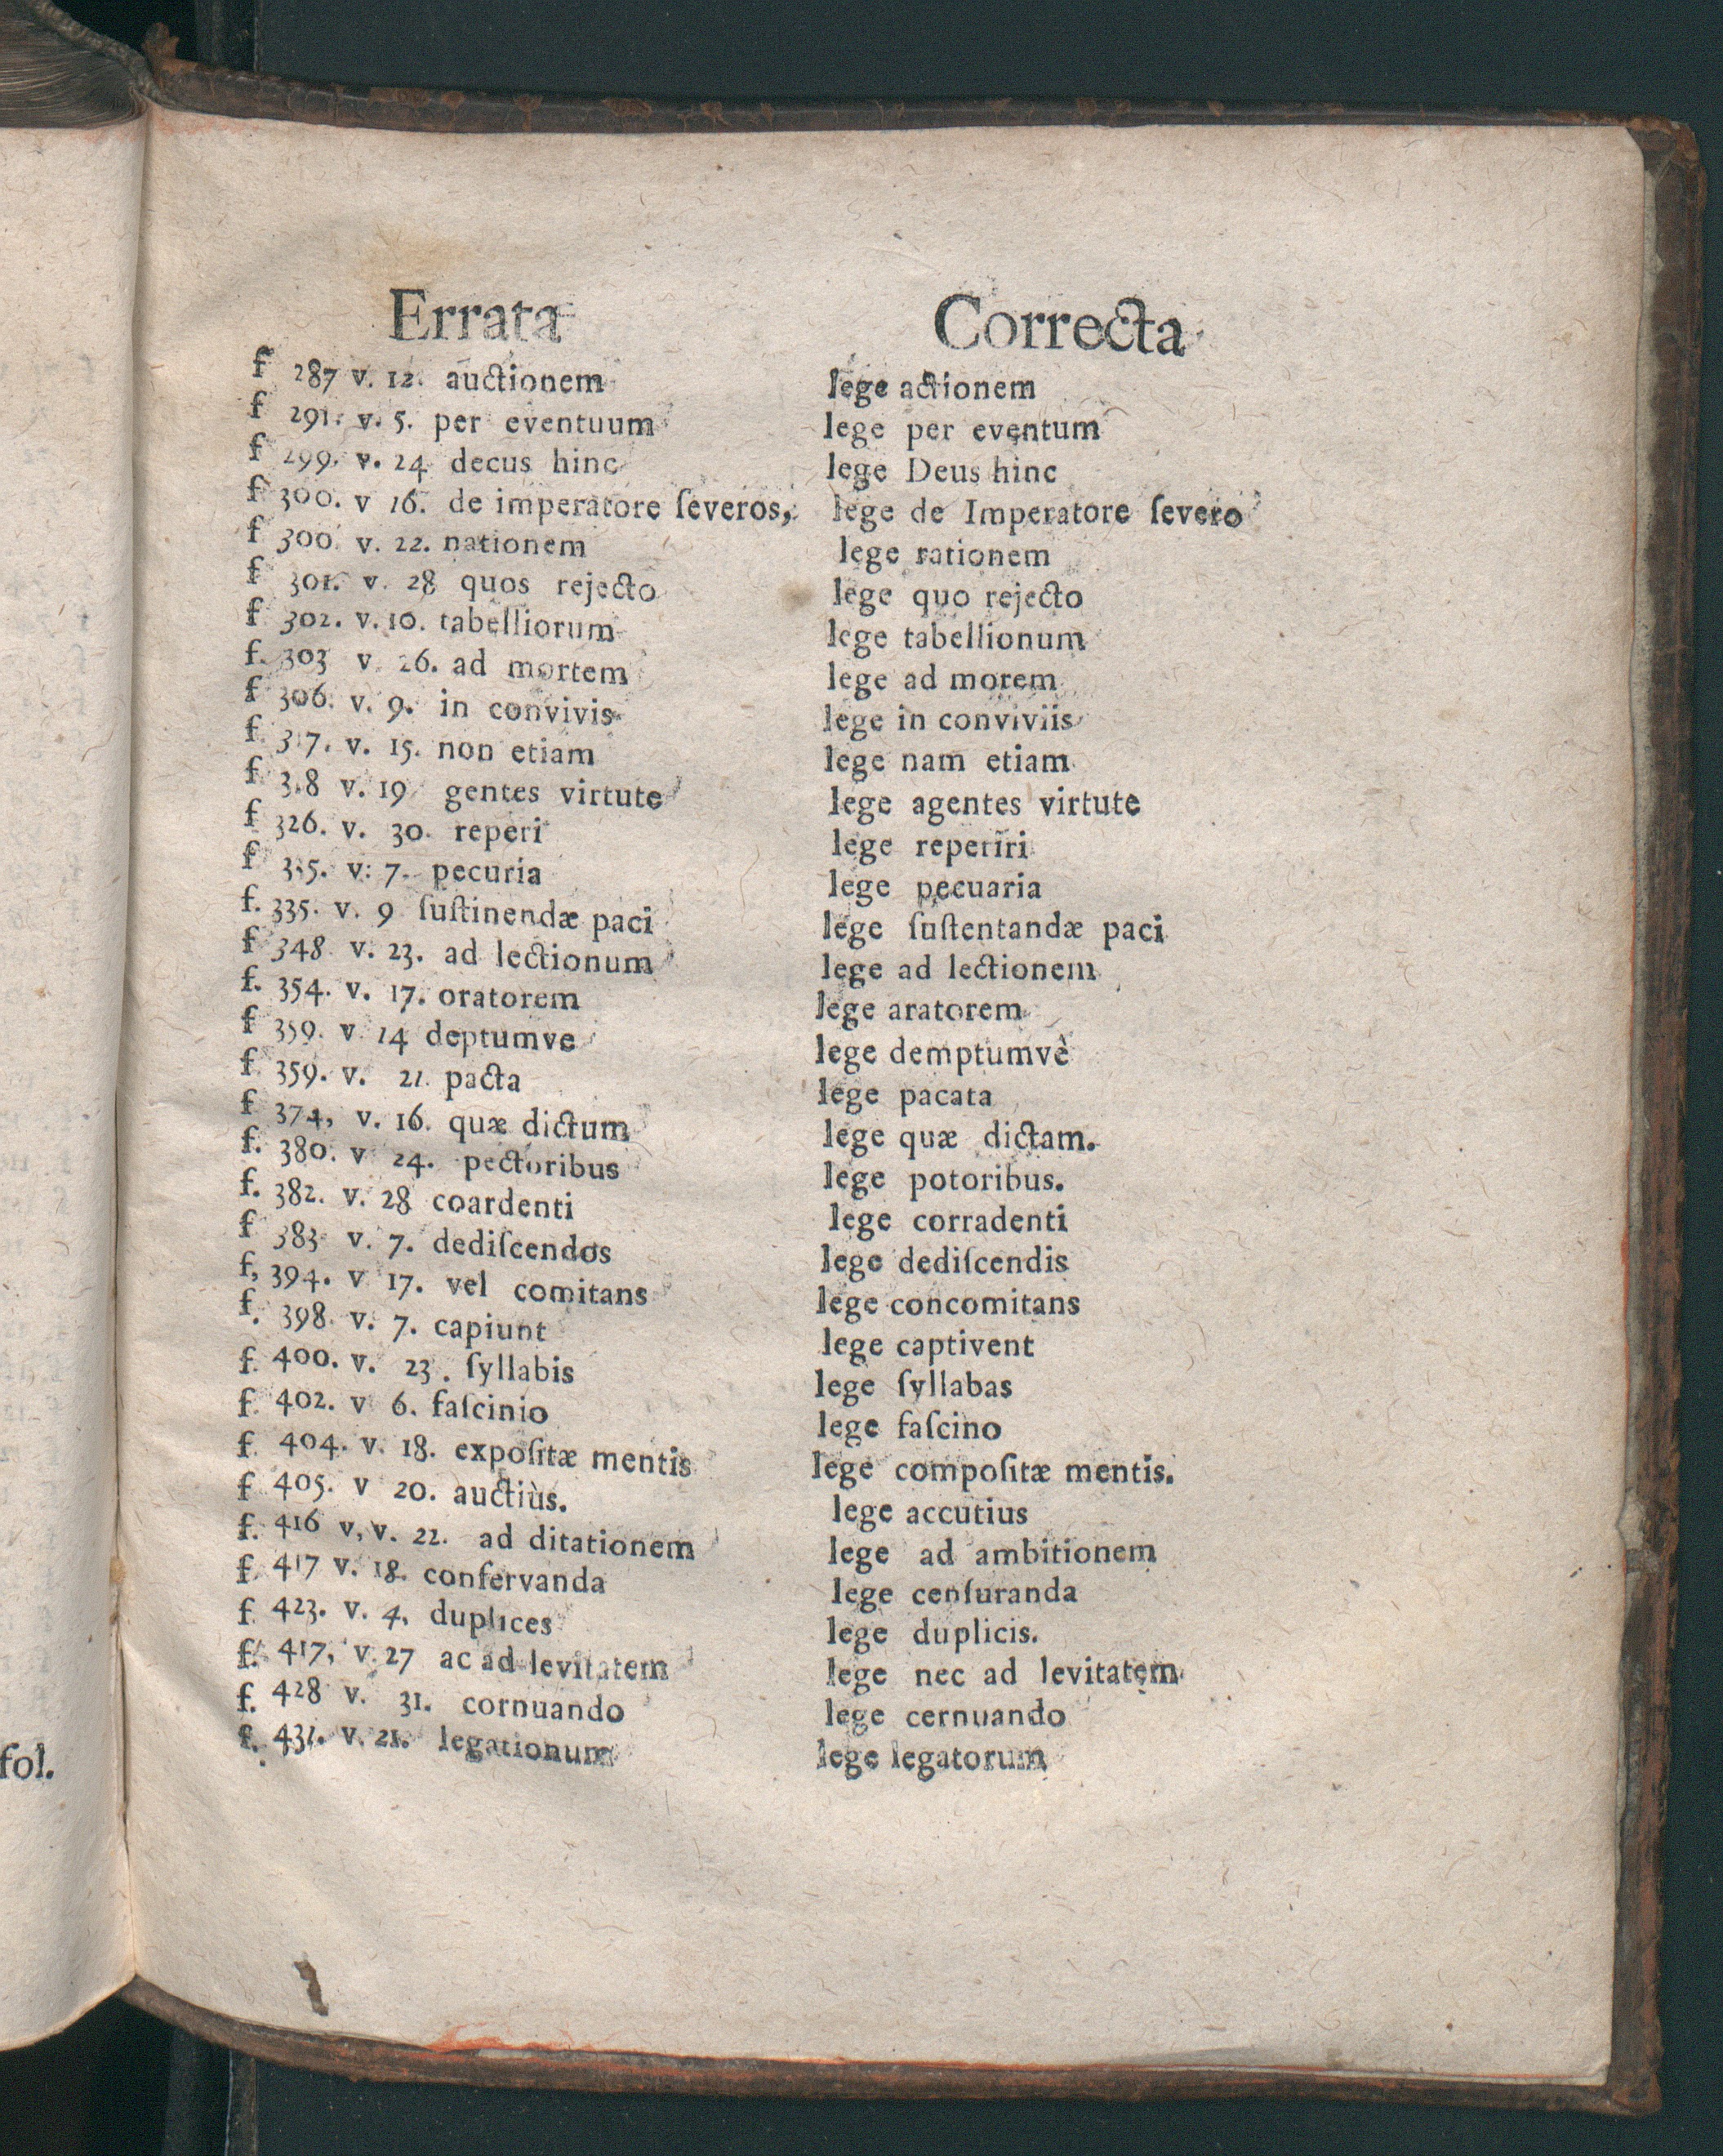 Errata Correcta
f 287 v. 12. auctionem lege actionem
f 291. v. 5. per eventuum lege per eventum
f 299. v. 24 decus hinc lege Deus hinc
f 300. v 16. de imperatore ſeveros, lege de Imperatore ſevero
f 300. v. 22. nationem lege rationem
f 301. v. 28 quos rejecto lege quo rejecto
f 302. v. 10. tabelliorum lege tabellionum
f. 303 v. 26. ad mortem lege ad morem
f 306. v. 9. in convivis lege in conviviis
f. 317. v. 15. non etiam lege nam etiam
f 318 v. 19 gentes virtute lege agentes virtute
f 326. v. 30. reperi lege reperiri
f v: 7. pecuria lege pecuaria
f. 335. v. 9 ſuſtinendæ paci lege ſuſtentandæ paci
f 348 v. 23. ad lectionum lege ad lectionem
f. 354. v. 17. oratorem lege aratorem
f 359. v 14 deptumve lege demptumvè
f 359. v. 21. pacta lege pacata
f 374, v. 16. quæ dictum lege quæ dictam.
f. 380. v 24. pectoribus lege potoribus.
f. 382. v. 28 coardenti lege corradenti
f 383 v. 7. dediſcendos lege dediſcendis
f, 394. v 17. vel comitans lege concomitans
f. 398. v. 7. capiunt lege captivent
f. 400. v. 23. ſyllabis lege ſyllabas
f. 402. v 6. faſcinio lege faſcino
f. 404. v. 18. expoſitæ mentis lege compoſitæ mentis.
f 405. v 20. auctiùs. lege accutius
f. 416 v, v. 22. ad ditationem lege ad ambitionem
f. 417 v. 18. conſervanda lege cenſuranda
f. 423. v. 4. duplices lege duplicis.
f. 417, v. 27 ac ad levitatem lege nec ad levitatem
f. 428 v. 31. cornuando lege cernuando
f. 431. v. 21. legationum lege legatorum
fol.